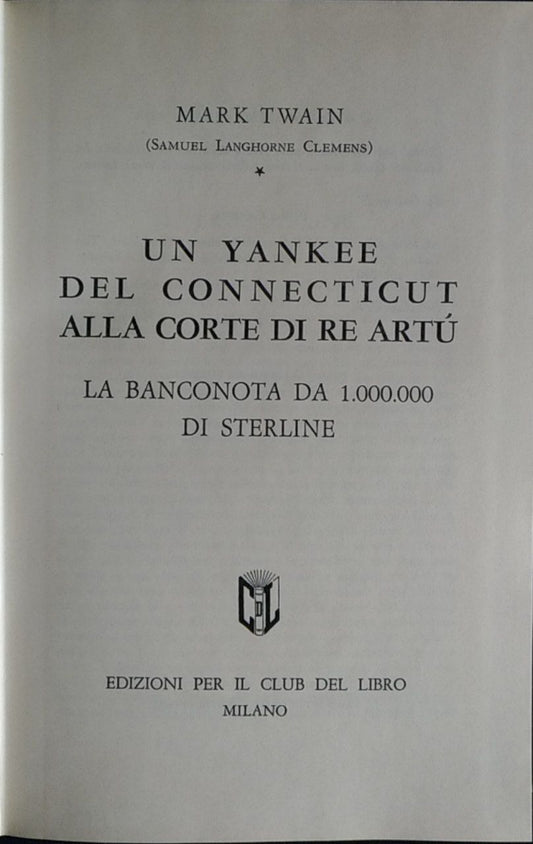 MARK TWAIN
(SAMUEL LANGHORNE CLEMENS)
*
UN YANKEE
DEL CONNECTICUT
ALLA CORTE DI RE ARTÚ
LA BANCONOTA DA 1.000.000
DI STERLINE
CDL
EDIZIONI PER IL CLUB DEL LIBRO
MILANO